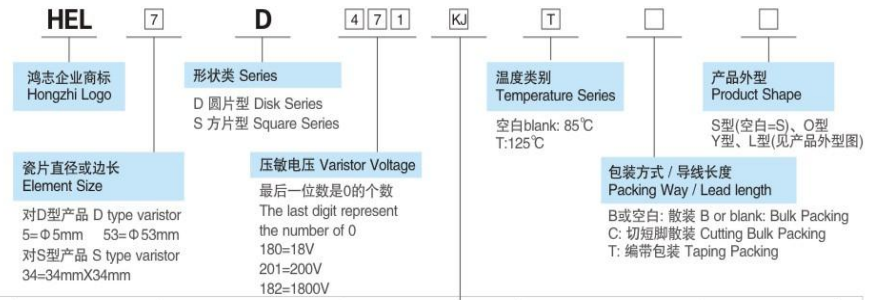 HEL 7 D 4 7 1 KJ T
鸿志企业商标
Hongzhi Logo
形状类 Series
D 圆片型 Disk Series
S 方片型 Square Series
温度类别
Temperature Series
空白blank: 85℃
T:125℃
产品外型
Product Shape
S型(空白=S)、O型
Y型、L型(见产品外型图)
瓷片直径或边长
Element Size
对D型产品 D type varistor
5=Φ5mm 53=Φ53mm
对S型产品 S type varistor
34=34mmX34mm
压敏电压 Varistor Voltage
最后一位数是0的个数
The last digit represent
the number of 0
180=18V
201=200V
182=1800V
包装方式 / 导线长度
Packing Way / Lead length
B或空白: 散装 B or blank: Bulk Packing
C: 切短脚散装 Cutting Bulk Packing
T: 编带包装 Taping Packing